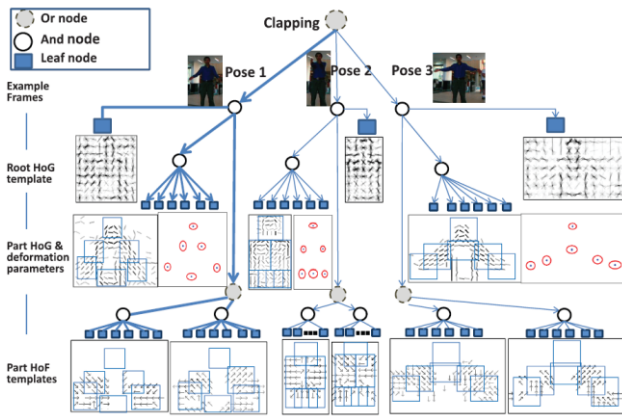 Or node
And node
Leaf node
Clapping
Example
Frames
Pose 1
Pose 2
Pose 3
Root HoG
template
Part HoG &
deformation
parameters
Part HoF
templates